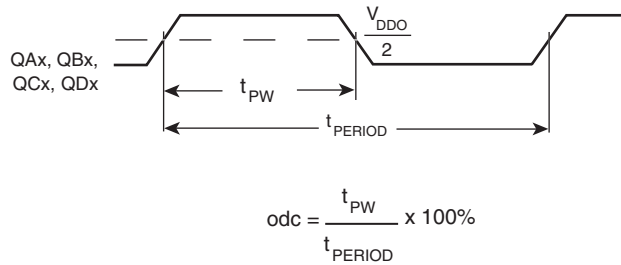 V_DDO
2
QAx, QBx,
QCx, QDx
t_PW
t_PERIOD
odc = t_PW / t_PERIOD x 100%